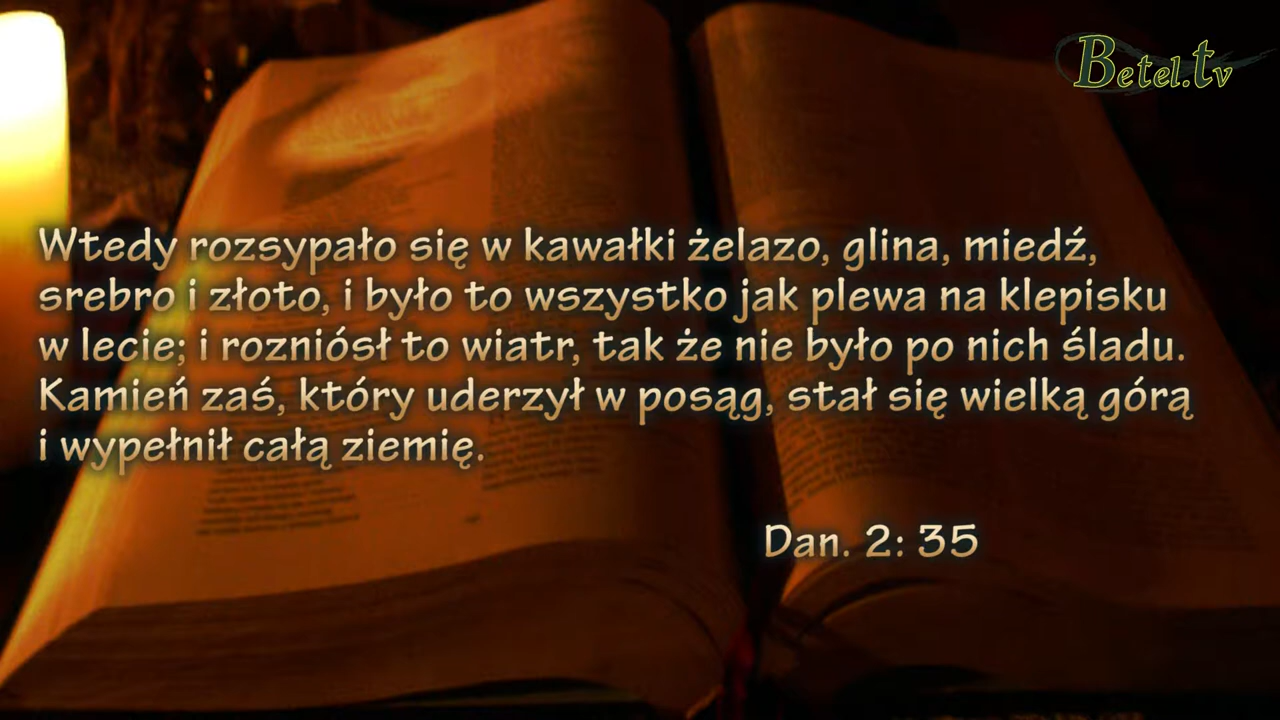 Betel.tv
Wtedy rozsypało się w kawałki żelazo, glina, miedź,
srebro i złoto, i było to wszystko jak plewa na klepisku
w lecie; i rozniósł to wiatr, tak że nie było po nich śladu.
Kamień zaś, który uderzył w posąg, stał się wielką górą
i wypełnił całą ziemię.
Dan. 2: 35